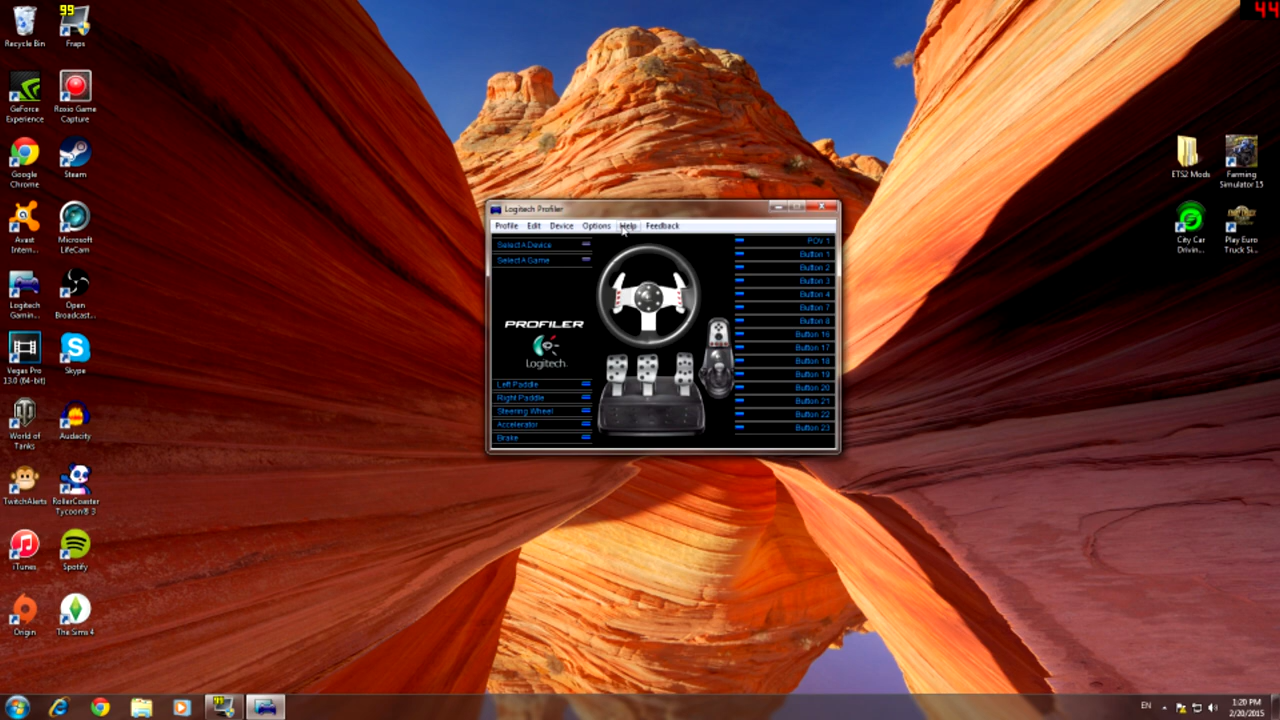 99
44
Recycle Bin
Fraps
GeForce
Experience
Roxio Game
Capture
Google
Chrome
Steam
Avast
Intern...
Microsoft
LifeCam
Logitech
Gamin...
Open
Broadcast...
Vegas Pro
13.0 (64-bit)
Skype
World of
Tanks
Audacity
TwitchAlerts
RollerCoaster
Tycoon® 3
iTunes
Spotify
Origin
The Sims 4
ETS2 Mods
Farming
Simulator 15
City Car
Drivin...
Play Euro
Truck Si...
Logitech Profiler
Profile Edit Device Options Help Feedback
Select A Device
Select A Game
PROFILER
Logitech
Left Paddle
Right Paddle
Steering Wheel
Accelerator
Brake
POV 1
Button 1
Button 2
Button 3
Button 4
Button 7
Button 8
Button 16
Button 17
Button 18
Button 19
Button 20
Button 21
Button 22
Button 23
99
EN
1:20 PM
2/20/2015